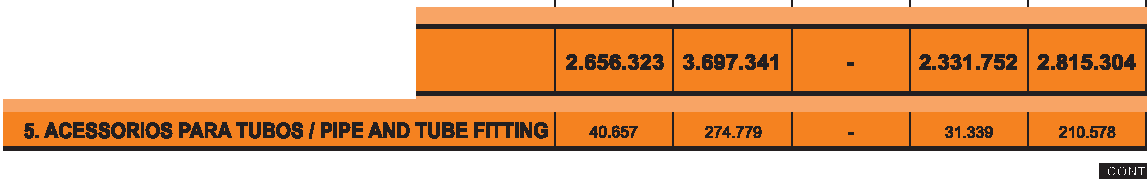 2.656.323 3.697.341 - 2.331.752 2.815.304
5. ACESSORIOS PARA TUBOS / PIPE AND TUBE FITTING 40.657 274.779 - 31.339 210.578
CONT